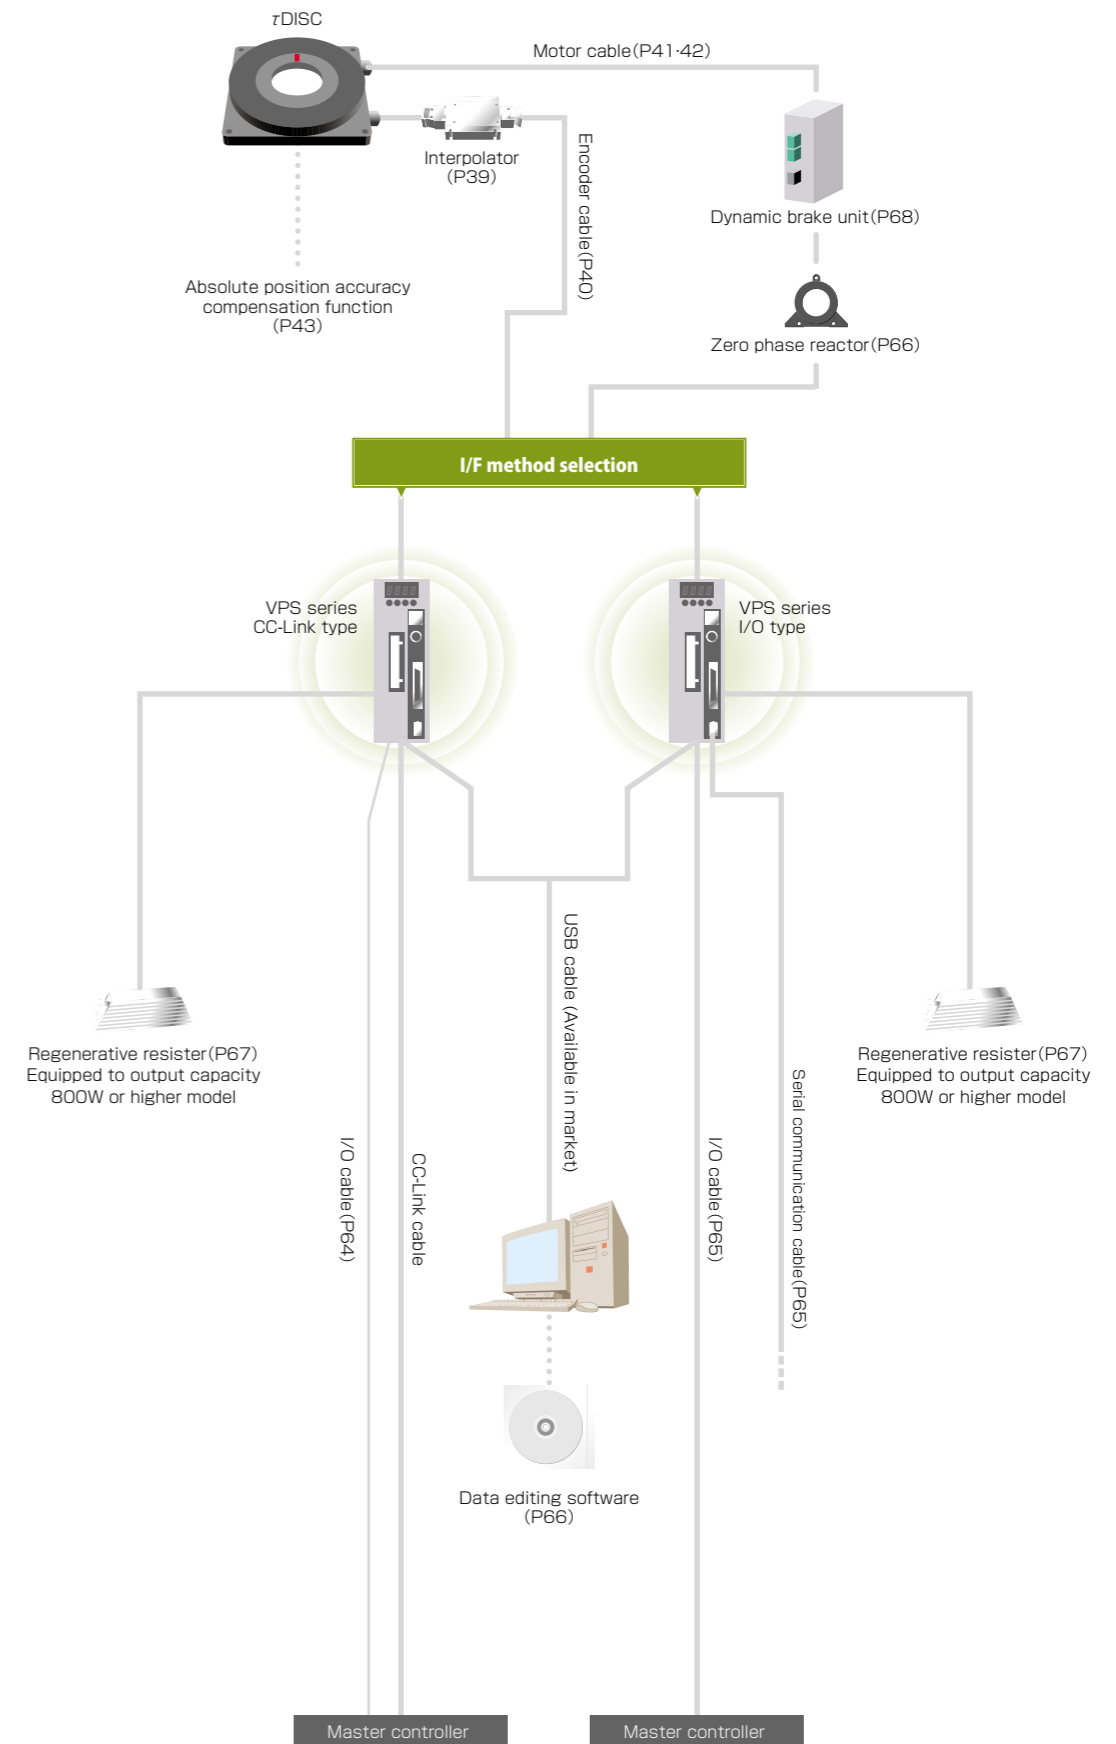 τDISC
Motor cable(P41·42)
Interpolator
(P39)
Encoder cable(P40)
Dynamic brake unit(P68)
Absolute position accuracy
compensation function
(P43)
Zero phase reactor(P66)
I/F method selection
VPS series
CC-Link type
VPS series
I/O type
USB cable (Available in market)
Regenerative resister(P67)
Equipped to output capacity
800W or higher model
Regenerative resister(P67)
Equipped to output capacity
800W or higher model
I/O cable(P64)
CC-Link cable
I/O cable(P65)
Serial communication cable(P65)
Data editing software
(P66)
Master controller
Master controller